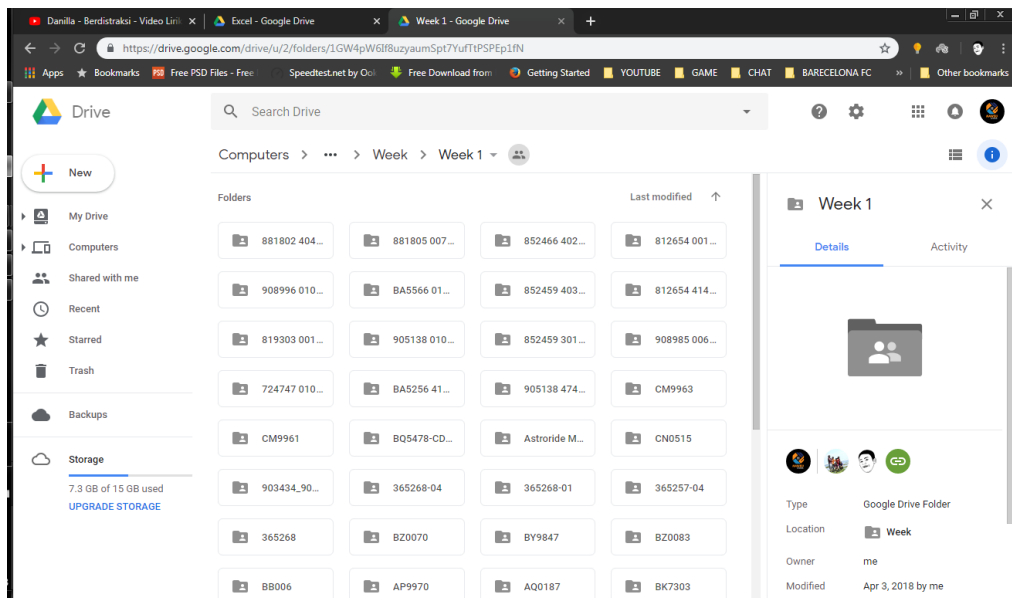 Danilla - Berdistraksi - Video Liri
Excel - Google Drive
Week 1 - Google Drive
https://drive.google.com/drive/u/2/folders/1GW4pW6If8uzyaumSpt7YufTtPSPEp1fN
Apps Bookmarks Free PSD Files - Free Speedtest.net by Ook Free Download from Getting Started YOUTUBE GAME CHAT BARECELONA FC » Other bookmarks
Drive
Search Drive
New
My Drive
Computers
Shared with me
Recent
Starred
Trash
Backups
Storage
7.3 GB of 15 GB used
UPGRADE STORAGE
Computers > ... > Week > Week 1
Folders Last modified
881802 404... 881805 007... 852466 402... 812654 001...
908996 010... BA5566 01... 852459 403... 812654 414...
819303 001... 905138 010... 852459 301... 908985 006...
724747 010... BA5256 41... 905138 474... CM9963
CM9961 BQ5478-CD... Astroride M... CN0515
903434_90... 365268-04 365268-01 365257-04
365268 BZ0070 BY9847 BZ0083
BB006 AP9970 AQ0187 BK7303
Week 1
Details Activity
Type Google Drive Folder
Location Week
Owner me
Modified Apr 3, 2018 by me